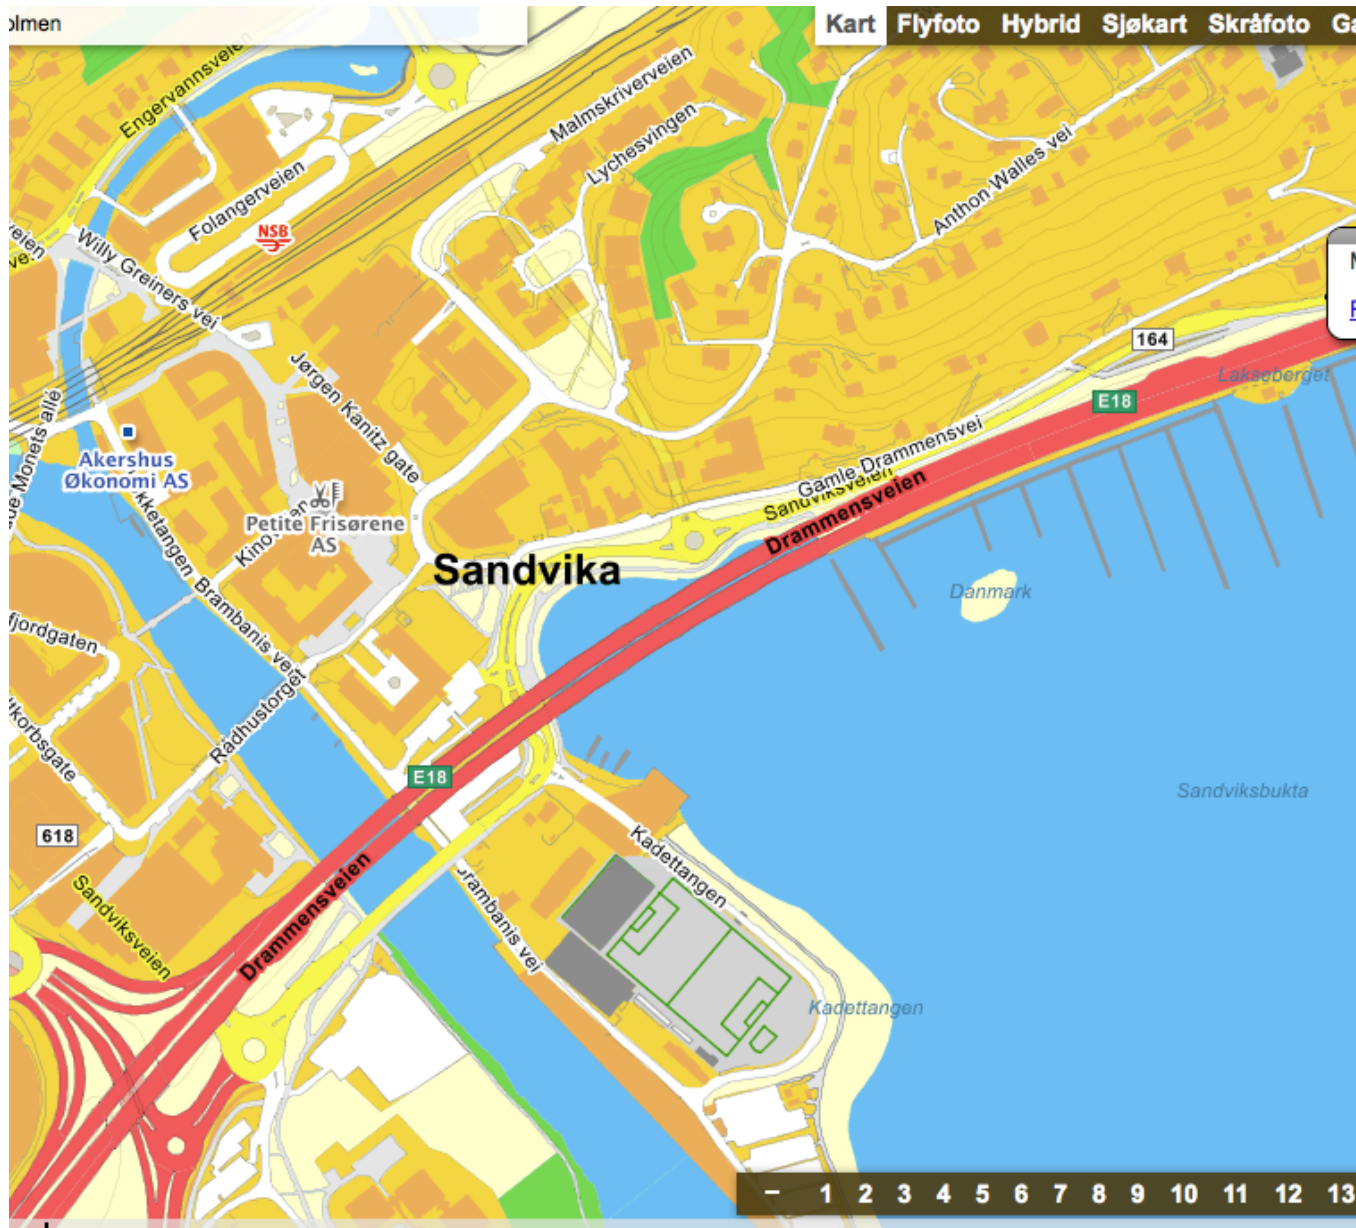 olmen
Kart Flyfoto Hybrid Sjøkart Skråfoto
Engervannsveien
Malmskriverveien
Lychesvingen
Anthon Walles vei
Folangerveien
NSB
Willy Greiners vei
164
Lakseberget
E18
Jørgen Kanitz gate
Akershus
Økonomi AS
Gamle Drammensvei
Sandviksveien
Drammensveien
Petite Frisørene
AS
Sandvika
Danmark
Brambanis vei
fjordgaten
Rådhustorget
E18
Sandviksbukta
618
Kadettangen
Drammensveien
Sandviksveien
Brambanis vei
Kadettangen
− 1 2 3 4 5 6 7 8 9 10 11 12 13